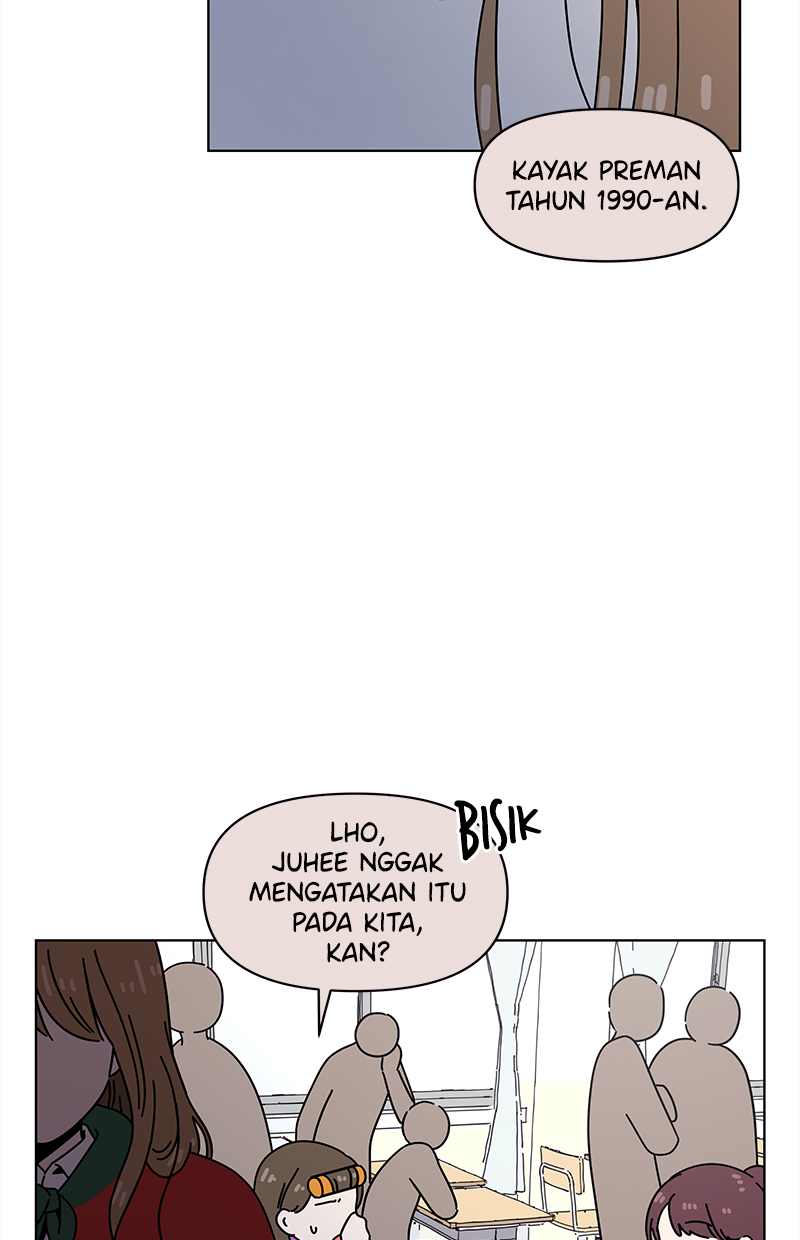 KAYAK PREMAN
TAHUN 1990-AN.
BISIK
LHO,
JUHEE NGGAK
MENGATAKAN ITU
PADA KITA,
KAN?